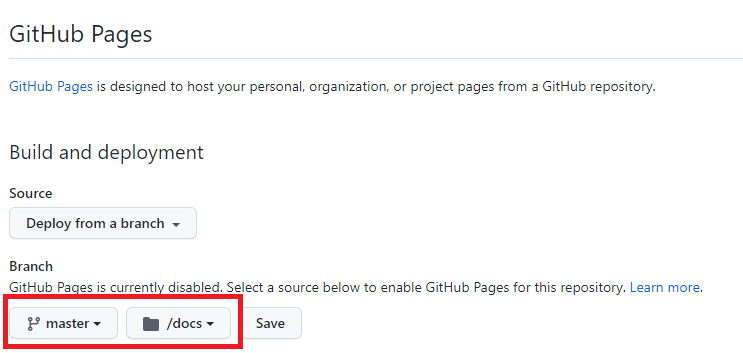 GitHub Pages
GitHub Pages is designed to host your personal, organization, or project pages from a GitHub repository.
Build and deployment
Source
Deploy from a branch
Branch
GitHub Pages is currently disabled. Select a source below to enable GitHub Pages for this repository. Learn more.
master /docs Save